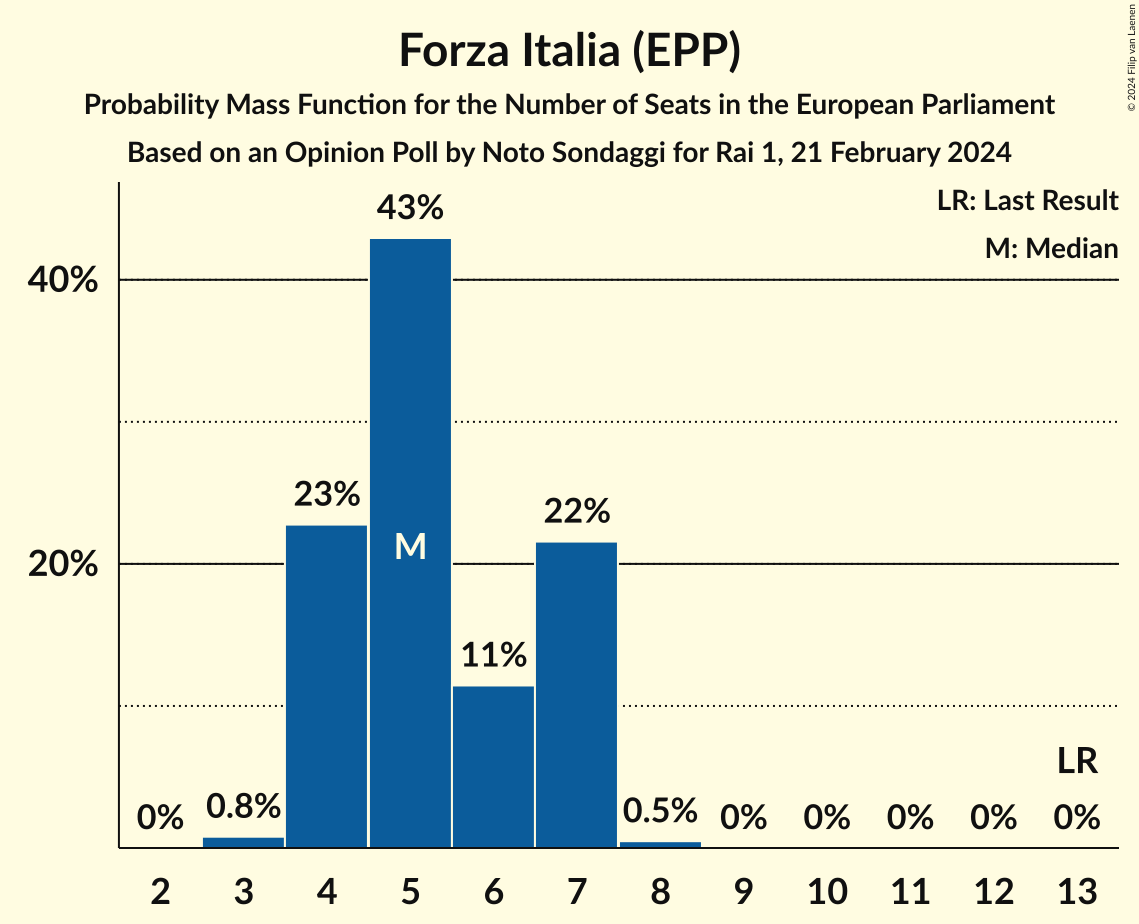 Forza Italia (EPP)
Probability Mass Function for the Number of Seats in the European Parliament
Based on an Opinion Poll by Noto Sondaggi for Rai 1, 21 February 2024
© 2024 Filip van Laenen
LR: Last Result
M: Median
40%
20%
0%
0.8%
23%
43%
M
11%
22%
0.5%
0%
0%
0%
0%
LR
0%
2 3 4 5 6 7 8 9 10 11 12 13